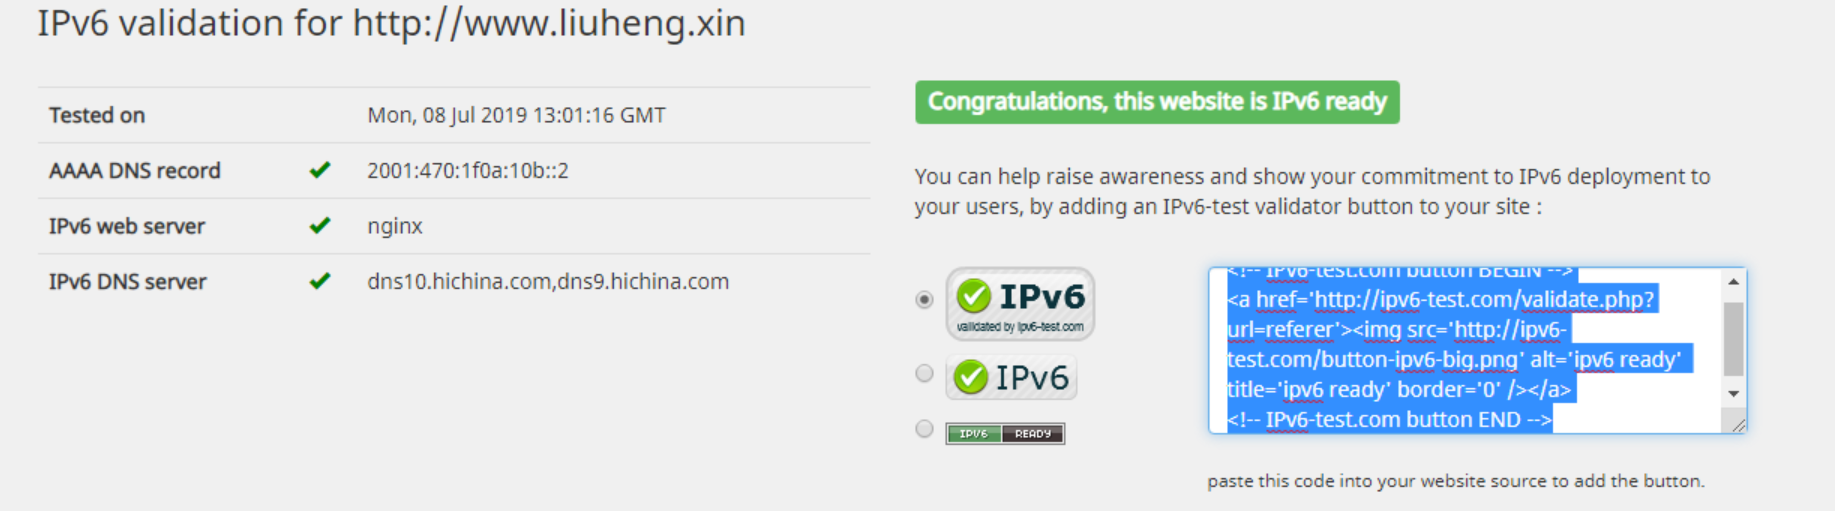 IPv6 validation for http://www.liuheng.xin
Tested on Mon, 08 Jul 2019 13:01:16 GMT
AAAA DNS record 2001:470:1f0a:10b::2
IPv6 web server nginx
IPv6 DNS server dns10.hichina.com,dns9.hichina.com
Congratulations, this website is IPv6 ready
You can help raise awareness and show your commitment to IPv6 deployment to
your users, by adding an IPv6-test validator button to your site :
IPv6
validated by ipv6-test.com
IPv6
IPV6 READY
<!-- IPv6-test.com button BEGIN -->
<a href='http://ipv6-test.com/validate.php?
url=referer'><img src='http://ipv6-
test.com/button-ipv6-big.png' alt='ipv6 ready'
title='ipv6 ready' border='0' /></a>
<!-- IPv6-test.com button END -->
paste this code into your website source to add the button.